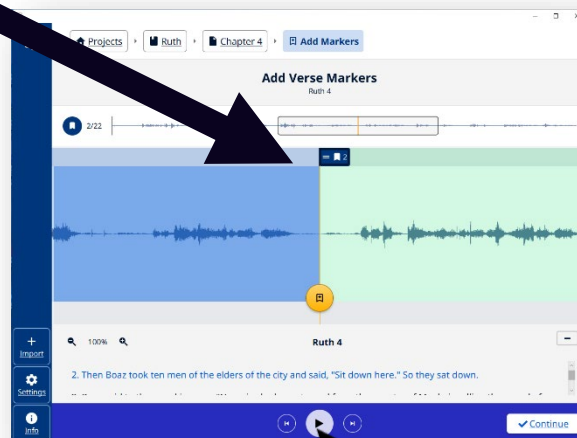 Projects Ruth Chapter 4 Add Markers
Add Verse Markers
Ruth 4
2/22
2
100% Ruth 4
Import
2. Then Boaz took ten men of the elders of the city and said, "Sit down here." So they sat down.
Settings
Info
Continue